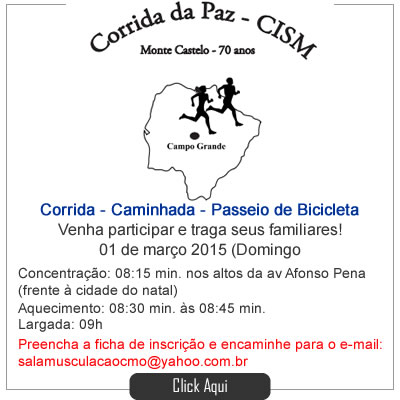 Corrida da Paz - CISM
Monte Castelo - 70 anos
Campo Grande
Corrida - Caminhada - Passeio de Bicicleta
Venha participar e traga seus familiares!
01 de março 2015 (Domingo
Concentração: 08:15 min. nos altos da av Afonso Pena
(frente à cidade do natal)
Aquecimento: 08:30 min. às 08:45 min.
Largada: 09h
Preencha a ficha de inscrição e encaminhe para o e-mail:
salamusculacaocmo@yahoo.com.br
Click Aqui